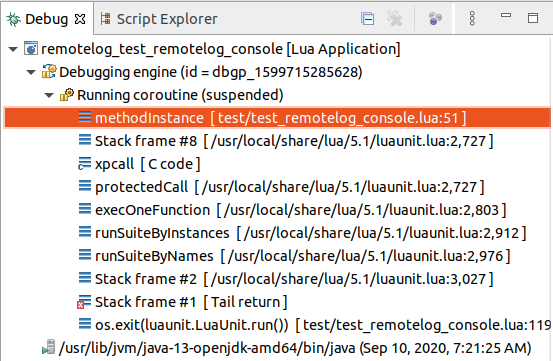 Debug
Script Explorer
remotelog_test_remotelog_console [Lua Application]
Debugging engine (id = dbgp_1599715285628)
Running coroutine (suspended)
methodInstance [ test/test_remotelog_console.lua:51 ]
Stack frame #8 [ /usr/local/share/lua/5.1/luaunit.lua:2,727 ]
xpcall [ C code ]
protectedCall [ /usr/local/share/lua/5.1/luaunit.lua:2,727 ]
execOneFunction [ /usr/local/share/lua/5.1/luaunit.lua:2,803 ]
runSuiteByInstances [ /usr/local/share/lua/5.1/luaunit.lua:2,912 ]
runSuiteByNames [ /usr/local/share/lua/5.1/luaunit.lua:2,976 ]
Stack frame #2 [ /usr/local/share/lua/5.1/luaunit.lua:3,027 ]
Stack frame #1 [ Tail return ]
os.exit(luaunit.LuaUnit.run()) [ test/test_remotelog_console.lua:119
/usr/lib/jvm/java-13-openjdk-amd64/bin/java (Sep 10, 2020, 7:21:25 AM)